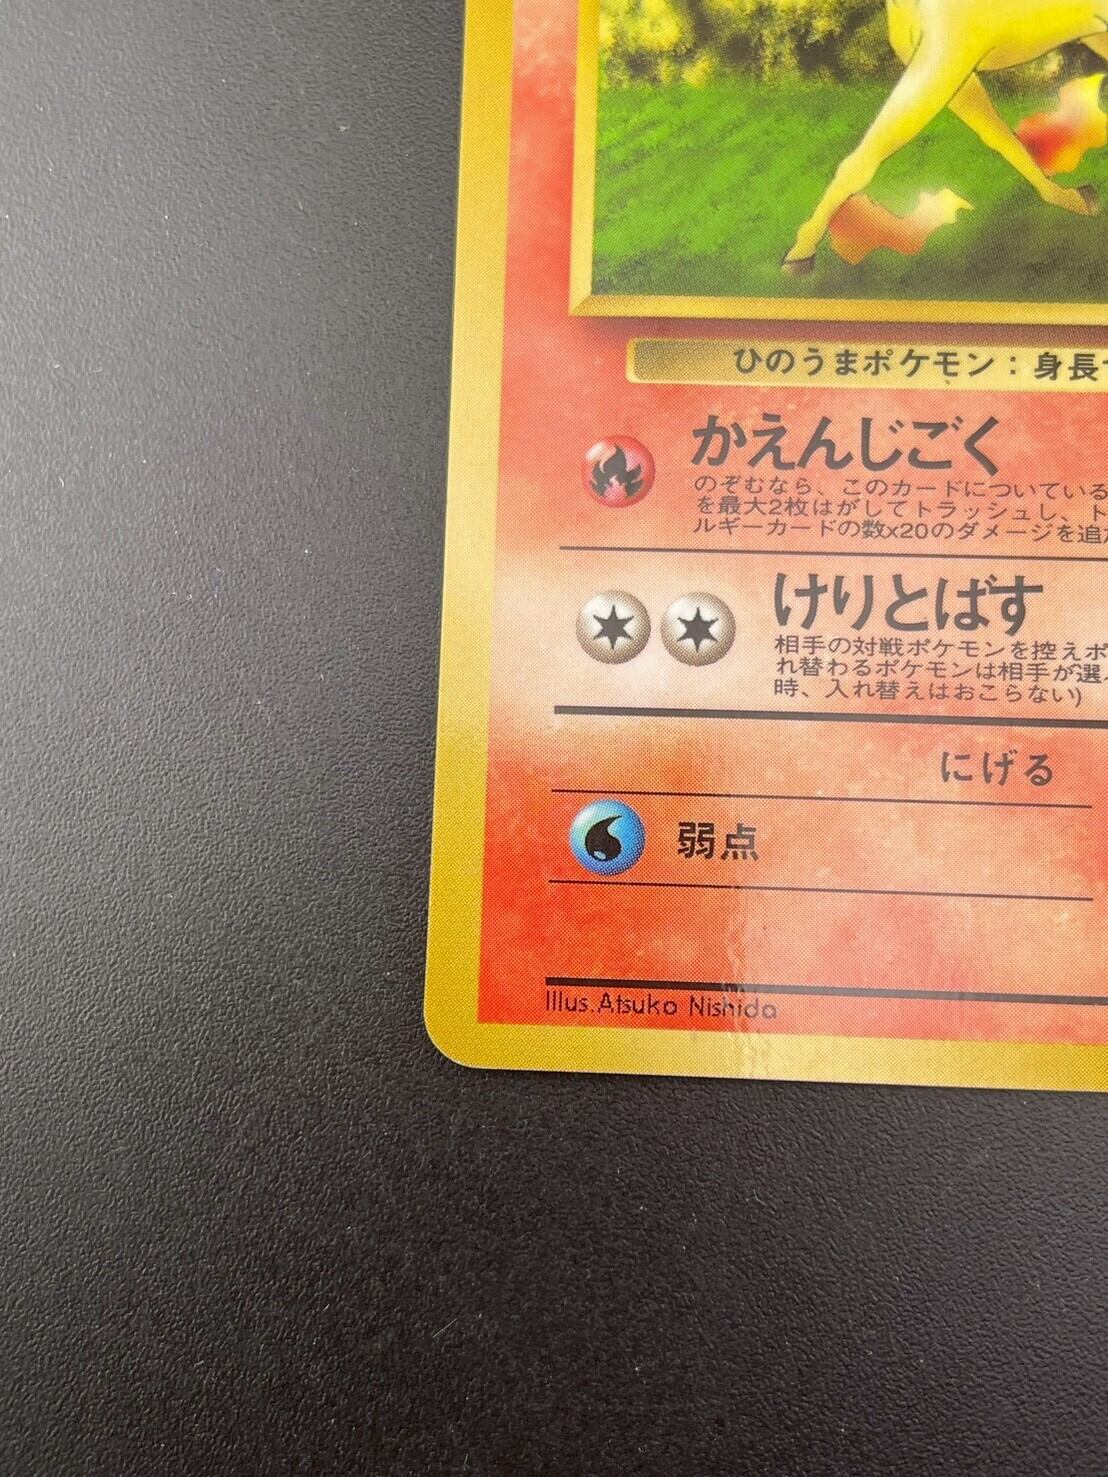 ひのうまポケモン：身長
かえんじごく
のぞむなら、このカードについている
を最大2枚はがしてトラッシュし、ト
ルギーカードの数x20のダメージを追
けりとばす
相手の対戦ポケモンを控えポ
れ替わるポケモンは相手が選
時、入れ替えはおこらない)
にげる
弱点
Illus.Atsuko Nishida